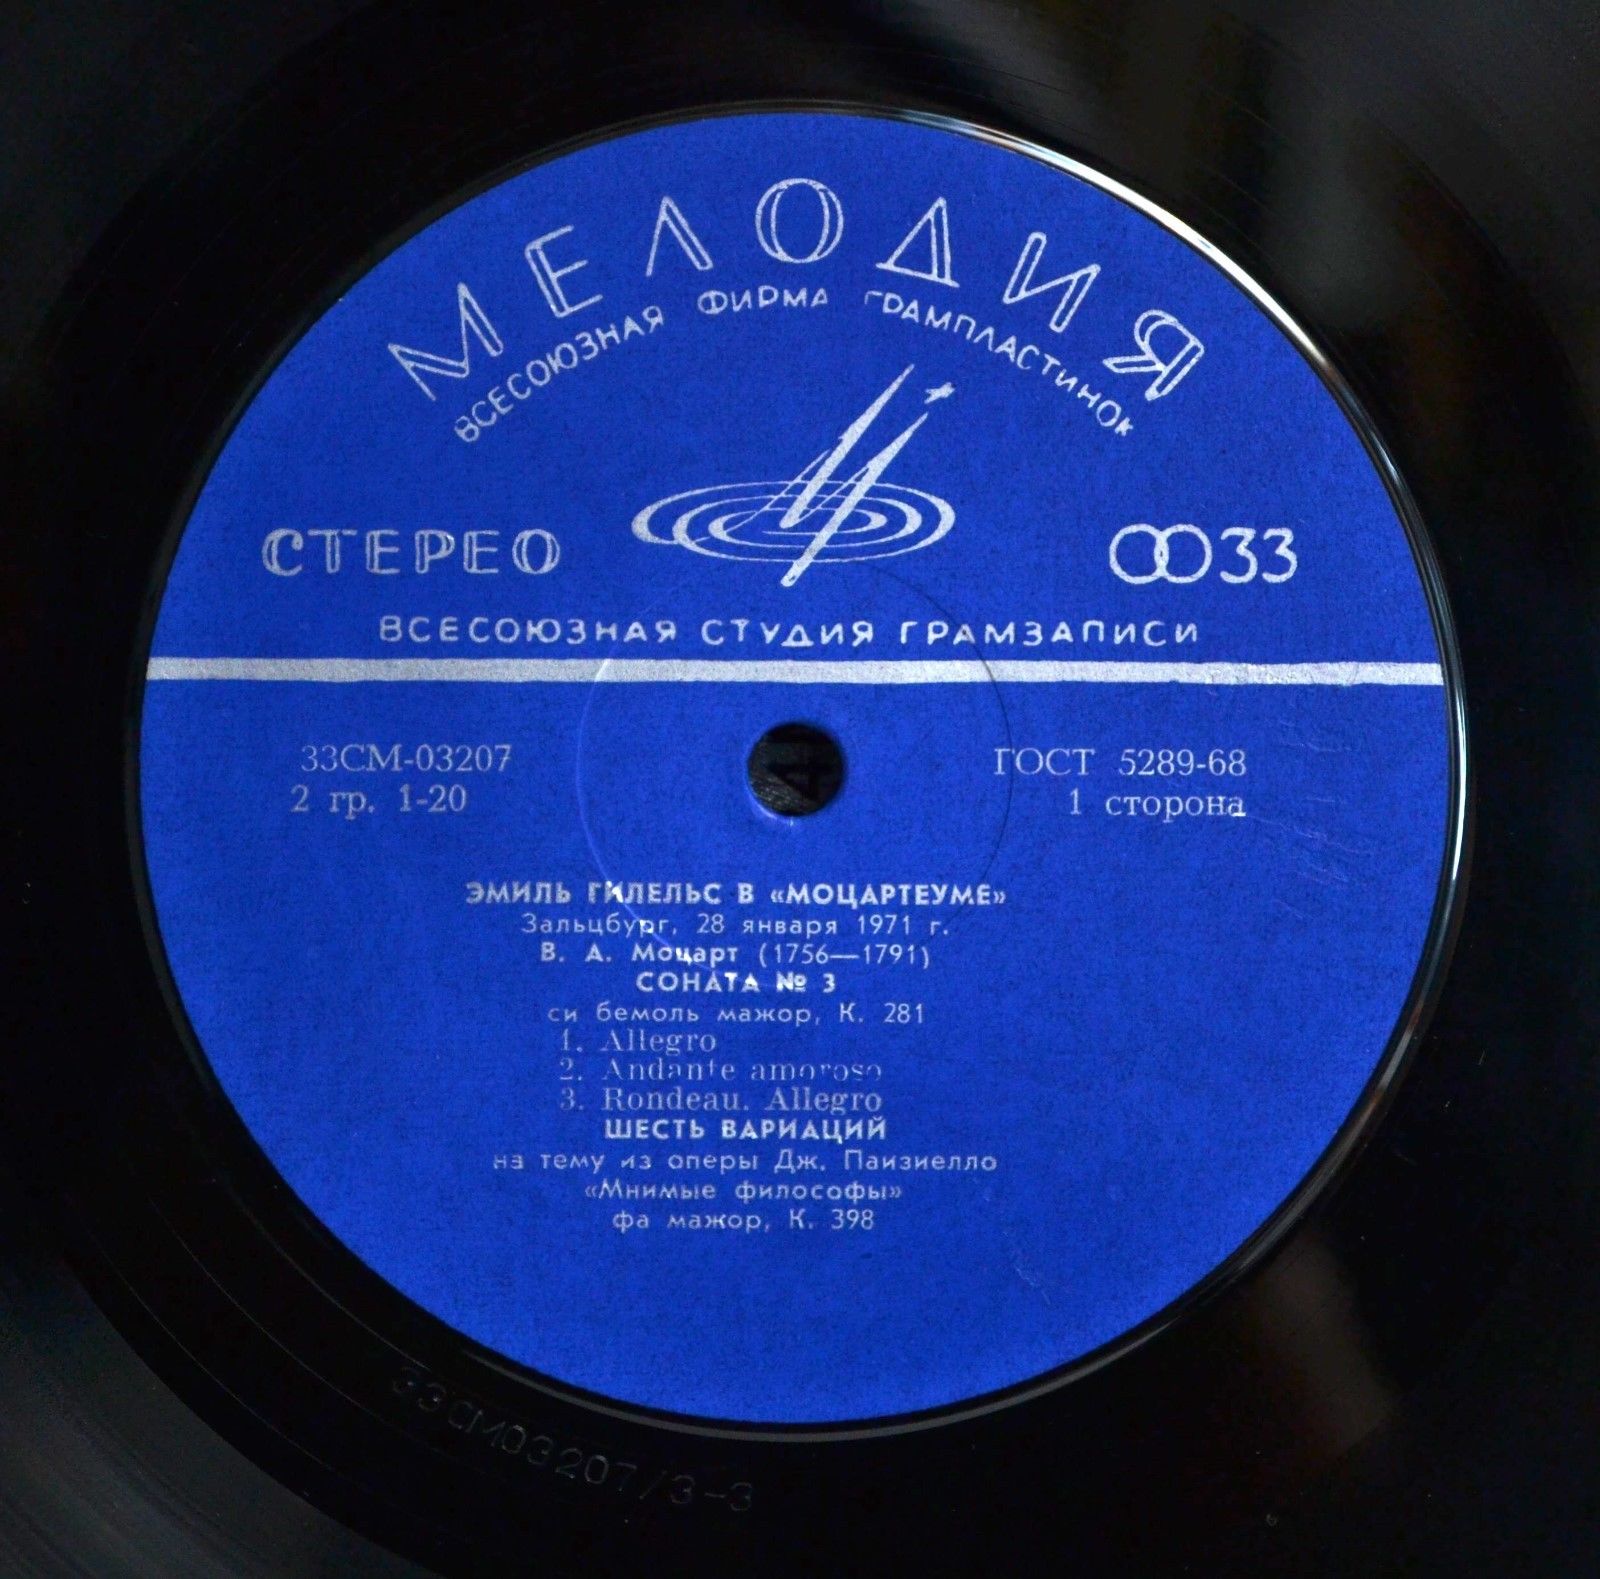 МЕЛОДИЯ
ВСЕСОЮЗНАЯ ФИРМА ГРАМПЛАСТИНОК
СТЕРЕО
33
ВСЕСОЮЗНАЯ СТУДИЯ ГРАМЗАПИСИ
33СМ-03207
ГОСТ 5289-68
2 гр. 1-20
1 сторона
ЭМИЛЬ ГИЛЕЛЬС В «МОЦАРТЕУМЕ»
Зальцбург, 28 января 1971 г.
В. А. Моцарт (1756—1791)
СОНАТА № 3
си бемоль мажор, К. 281
1. Allegro
2. Andante amoroso
3. Rondeau. Allegro
ШЕСТЬ ВАРИАЦИЙ
на тему из оперы Дж. Паизиелло
«Мнимые философы»
фа мажор, К. 398
33СМ03207/3-3